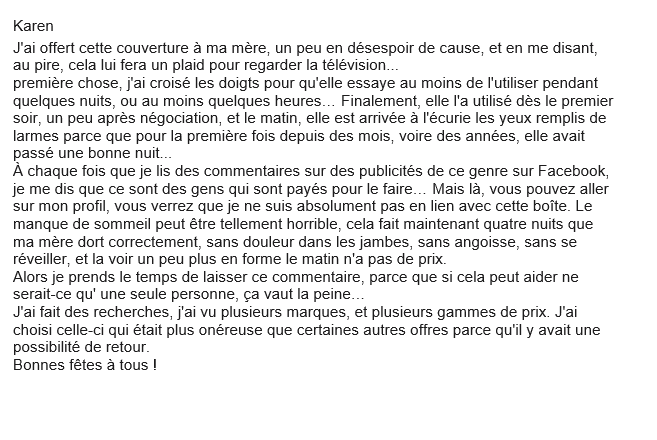 Karen
J'ai offert cette couverture à ma mère, un peu en désespoir de cause, et en me disant,
au pire, cela lui fera un plaid pour regarder la télévision...
première chose, j'ai croisé les doigts pour qu'elle essaye au moins de l'utiliser pendant
quelques nuits, ou au moins quelques heures… Finalement, elle l'a utilisé dès le premier
soir, un peu après négociation, et le matin, elle est arrivée à l'écurie les yeux remplis de
larmes parce que pour la première fois depuis des mois, voire des années, elle avait
passé une bonne nuit...
À chaque fois que je lis des commentaires sur des publicités de ce genre sur Facebook,
je me dis que ce sont des gens qui sont payés pour le faire… Mais là, vous pouvez aller
sur mon profil, vous verrez que je ne suis absolument pas en lien avec cette boîte. Le
manque de sommeil peut être tellement horrible, cela fait maintenant quatre nuits que
ma mère dort correctement, sans douleur dans les jambes, sans angoisse, sans se
réveiller, et la voir un peu plus en forme le matin n'a pas de prix.
Alors je prends le temps de laisser ce commentaire, parce que si cela peut aider ne
serait-ce qu' une seule personne, ça vaut la peine…
J'ai fait des recherches, j'ai vu plusieurs marques, et plusieurs gammes de prix. J'ai
choisi celle-ci qui était plus onéreuse que certaines autres offres parce qu'il y avait une
possibilité de retour.
Bonnes fêtes à tous !